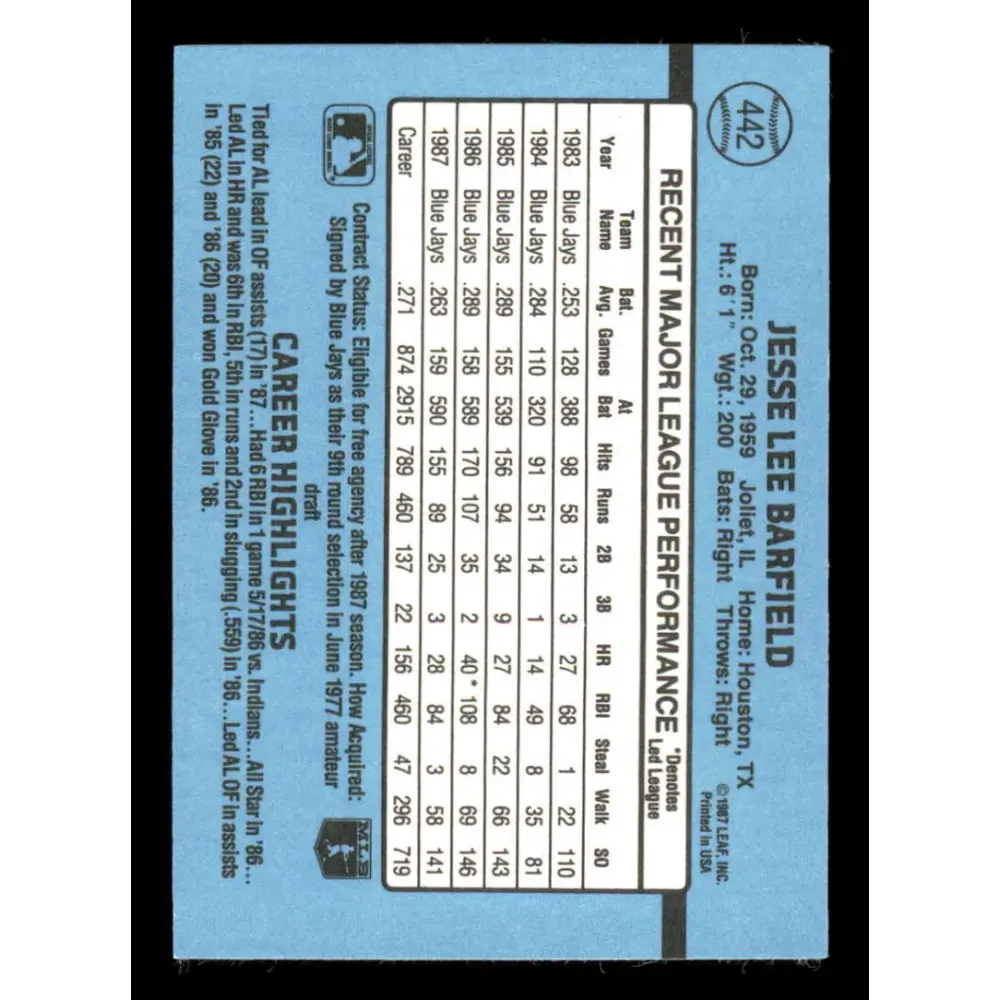 442
JESSE LEE BARFIELD
Born: Oct. 29, 1959 Joliet, IL Home: Houston, TX
Ht.: 6'1" Wgt.: 200 Bats: Right Throws: Right
©1987 LEAF, INC.
Printed in USA
RECENT MAJOR LEAGUE PERFORMANCE *Denotes Led League
Year Team Name Bat. Avg. Games At Bat Hits Runs 2B 3B HR RBI Steal Walk SO
1983 Blue Jays .253 128 388 98 58 13 3 27 68 1 22 110
1984 Blue Jays .284 110 320 91 51 14 1 14 49 8 35 81
1985 Blue Jays .289 155 539 156 94 34 9 27 84 22 66 143
1986 Blue Jays .289 158 589 170 107 35 2 40* 108 8 69 146
1987 Blue Jays .263 159 590 155 89 25 3 28 84 3 58 141
Career .271 874 2915 789 460 137 22 156 460 47 296 719
Contract Status: Eligible for free agency after 1987 season. How Acquired:
Signed by Blue Jays as their 9th round selection in June 1977 amateur
draft
MLB
CAREER HIGHLIGHTS
Tied for AL lead in OF assists (17) in '87...Had 6 RBI in 1 game 5/17/86 vs. Indians...All Star in '86...
Led AL in HR and was 6th in RBI, 5th in runs and 2nd in slugging (.559) in '86...Led AL OF in assists
in '85 (22) and '86 (20) and won Gold Glove in '86.